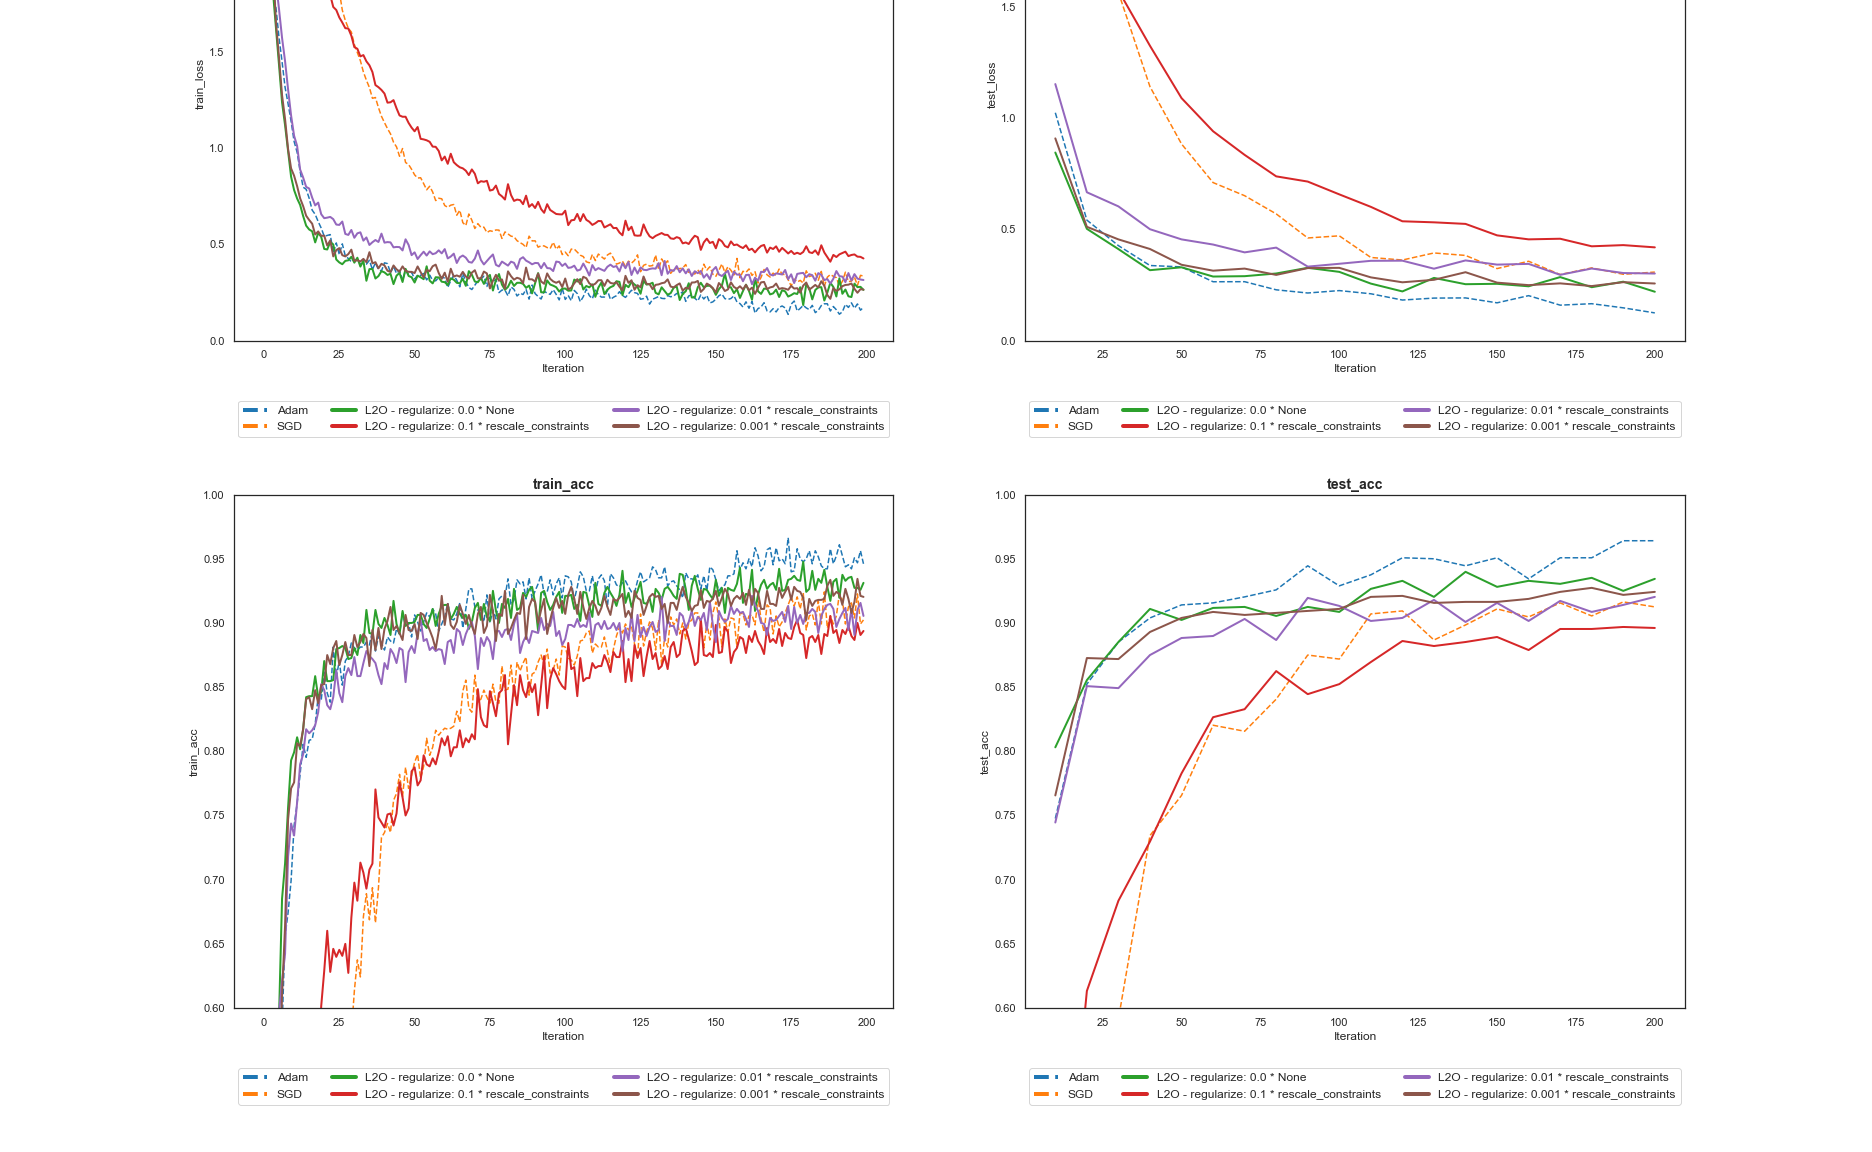 1.5
1.0
0.5
0.0
train_loss
0 25 50 75 100 125 150 175 200
Iteration
Adam L2O - regularize: 0.0 * None L2O - regularize: 0.01 * rescale_constraints
SGD L2O - regularize: 0.1 * rescale_constraints L2O - regularize: 0.001 * rescale_constraints
1.5
1.0
0.5
0.0
test_loss
25 50 75 100 125 150 175 200
Iteration
Adam L2O - regularize: 0.0 * None L2O - regularize: 0.01 * rescale_constraints
SGD L2O - regularize: 0.1 * rescale_constraints L2O - regularize: 0.001 * rescale_constraints
train_acc
1.00
0.95
0.90
0.85
0.80
0.75
0.70
0.65
0.60
train_acc
0 25 50 75 100 125 150 175 200
Iteration
Adam L2O - regularize: 0.0 * None L2O - regularize: 0.01 * rescale_constraints
SGD L2O - regularize: 0.1 * rescale_constraints L2O - regularize: 0.001 * rescale_constraints
test_acc
1.00
0.95
0.90
0.85
0.80
0.75
0.70
0.65
0.60
test_acc
25 50 75 100 125 150 175 200
Iteration
Adam L2O - regularize: 0.0 * None L2O - regularize: 0.01 * rescale_constraints
SGD L2O - regularize: 0.1 * rescale_constraints L2O - regularize: 0.001 * rescale_constraints